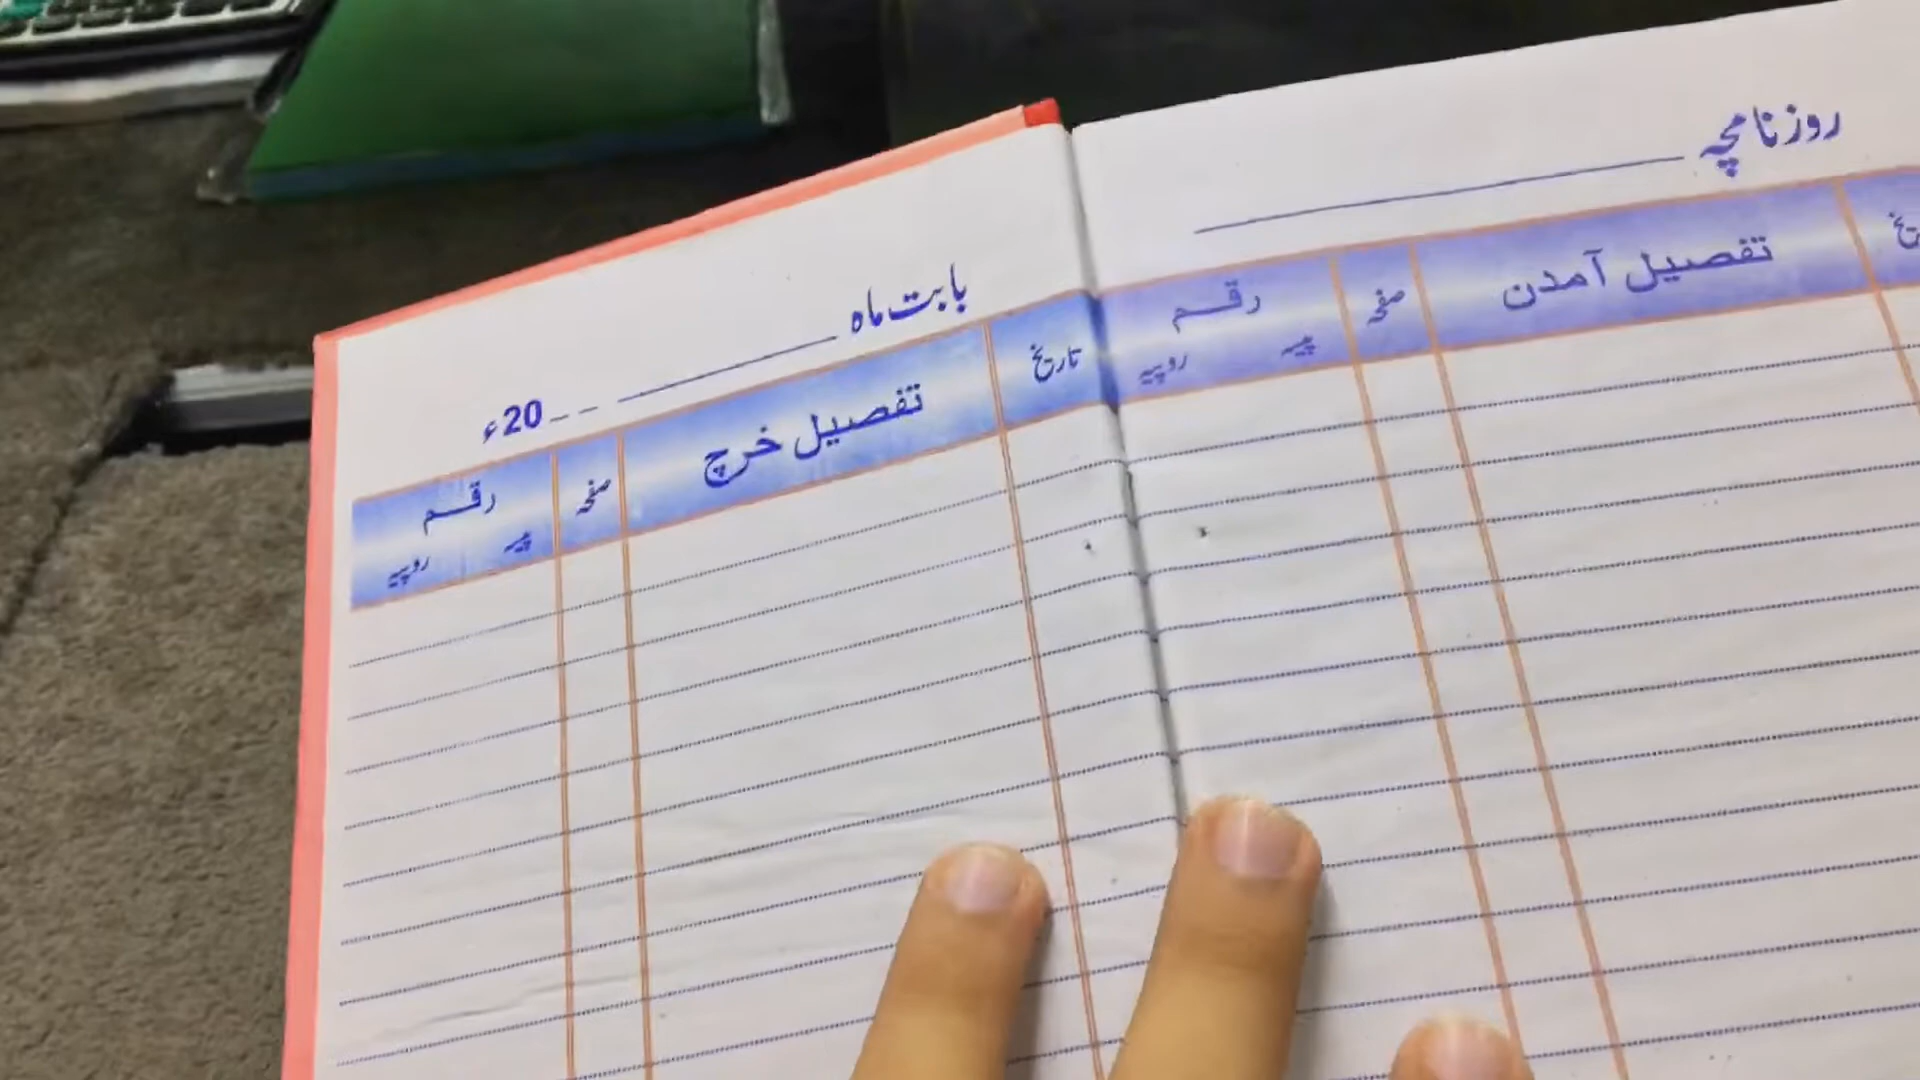 روزنامچہ
تفصیل آمدن صفحہ رقم
پیسہ روپیہ
بابت ماہ 20ء
تاریخ تفصیل خرچ صفحہ رقم
پیسہ روپیہ